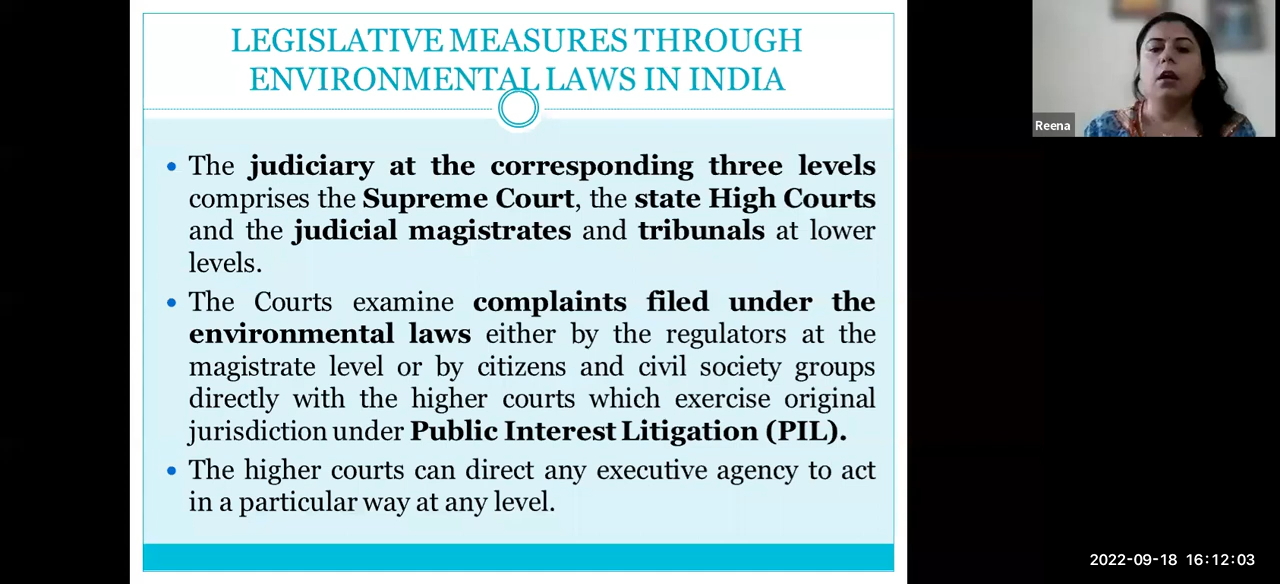 LEGISLATIVE MEASURES THROUGH
ENVIRONMENTAL LAWS IN INDIA
• The judiciary at the corresponding three levels
comprises the Supreme Court, the state High Courts
and the judicial magistrates and tribunals at lower
levels.
• The Courts examine complaints filed under the
environmental laws either by the regulators at the
magistrate level or by citizens and civil society groups
directly with the higher courts which exercise original
jurisdiction under Public Interest Litigation (PIL).
• The higher courts can direct any executive agency to act
in a particular way at any level.
Reena
2022-09-18 16:12:03